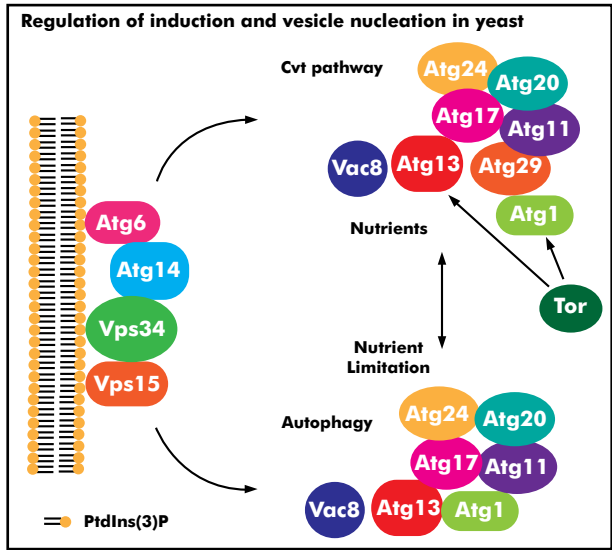 Regulation of induction and vesicle nucleation in yeast
Cvt pathway
Atg24
Atg20
Atg17
Atg11
Vac8
Atg13
Atg29
Atg1
Nutrients
Tor
Atg6
Atg14
Vps34
Vps15
Nutrient
Limitation
Autophagy
Atg24
Atg20
Atg17
Atg11
Vac8
Atg13
Atg1
PtdIns(3)P